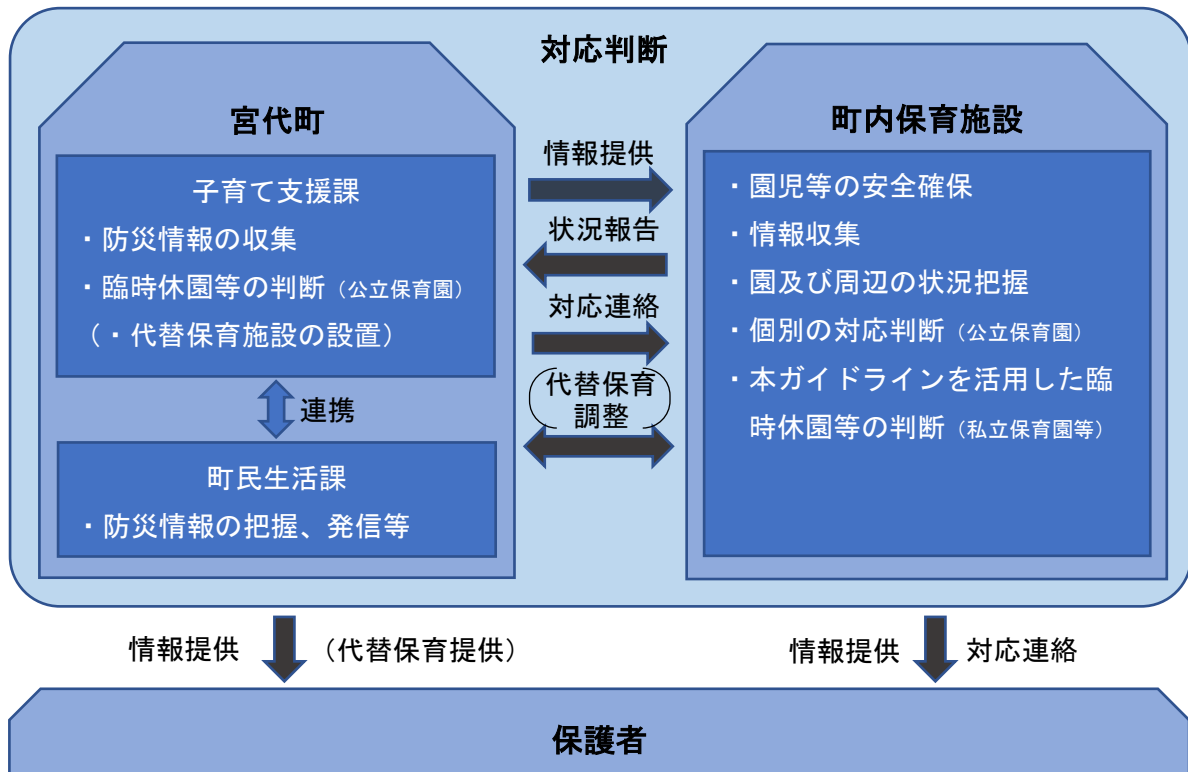 対応判断
宮代町
子育て支援課
・防災情報の収集
・臨時休園等の判断（公立保育園）
（・代替保育施設の設置）
連携
町民生活課
・防災情報の把握、発信等
情報提供
状況報告
対応連絡
代替保育
調整
町内保育施設
・園児等の安全確保
・情報収集
・園及び周辺の状況把握
・個別の対応判断（公立保育園）
・本ガイドラインを活用した臨
時休園等の判断（私立保育園等）
情報提供
（代替保育提供）
情報提供
対応連絡
保護者